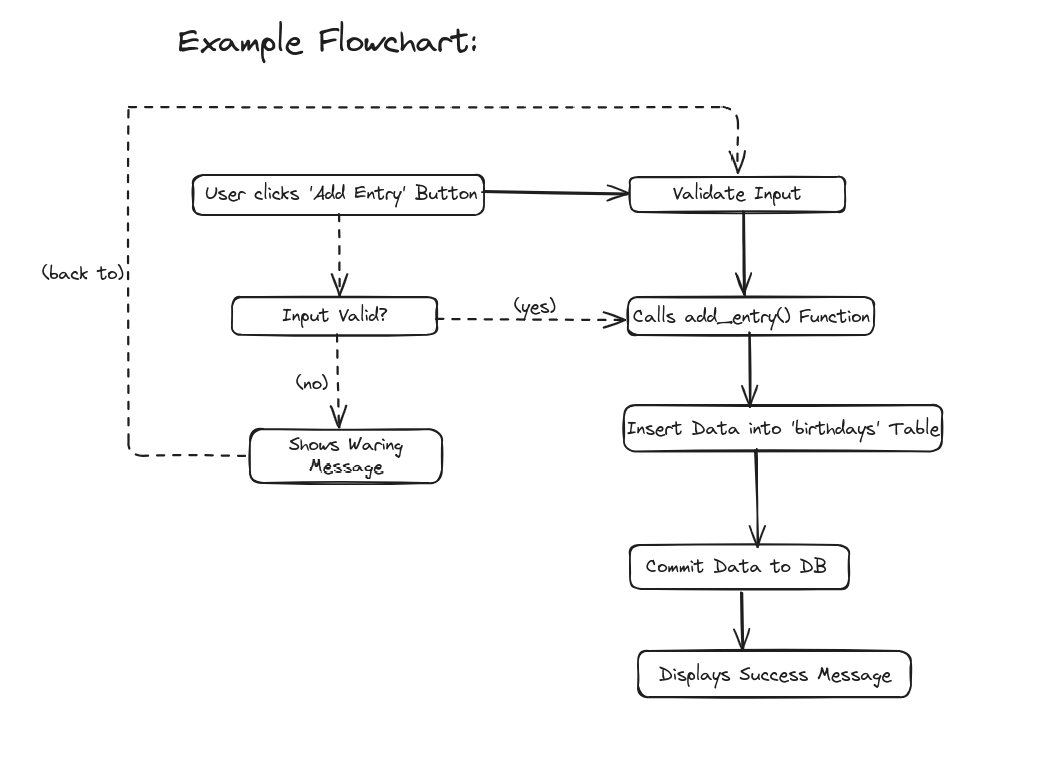 Example Flowchart:
User clicks 'Add Entry' Button
Validate Input
(back to)
Input Valid?
(yes)
Calls add_entry() Function
(no)
Insert Data into 'birthdays' Table
Shows Waring
Message
Commit Data to DB
Displays Success Message